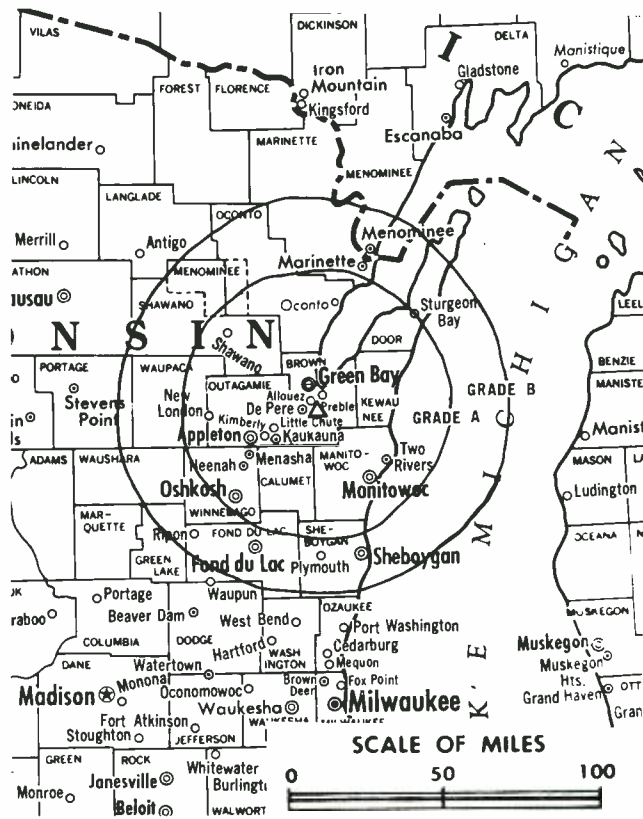 VILAS
DICKINSON
DELTA
I
Manistique
Gladstone
Iron
Mountain
Kingsford
FOREST
FLORENCE
ONEIDA
Escanaba
C
MARINETTE
MENOMINEE
LINCOLN
LANGLADE
OCONTO
Merrill
Antigo
Menominee
Marinette
MENOMINEE
SHAWANO
Oconto
Sturgeon
Bay
N S I N
M I C H I G A N
Shawano
DOOR
BROWN
PORTAGE
WAUPACA
OUTAGAMIE
Green Bay
Stevens
Point
New
London
Allouez
De Pere
Preble
KEWAU
NEE
GRADE A
GRADE B
Kimberly
Little Chute
Appleton
Kaukauna
LEEL
BENZIE
MANISTE
Manist
ADAMS
WAUSHARA
Neenah
Menasha
MANITO-
WOC
Two
Rivers
CALUMET
Oshkosh
Manitowoc
WINNEBAGO
MASON
LA
Ludington
MAR-
QUETTE
Ripon
FOND DU LAC
SHE-
BOYGAN
OCEANA
N
GREEN
LAKE
Fond du Lac
Plymouth
Sheboygan
Portage
Waupun
OZAUKEE
MUSKEGON
Beaver Dam
West Bend
Port Washington
COLUMBIA
DODGE
Hartford
WASH
INGTON
Cedarburg
Mequon
Muskegon
Muskegon
Hts.
Grand Haven
OTT
Gran
DANE
Watertown
Oconomowoc
Brown
Deer
Fox Point
Madison
Monona
Waukesha
Milwaukee
K E
Fort Atkinson
Stoughton
JEFFERSON
GREEN
ROCK
Whitewater
Janesville
Burlingt
Monroe
Beloit
WALWORT
SCALE OF MILES
0 50 100